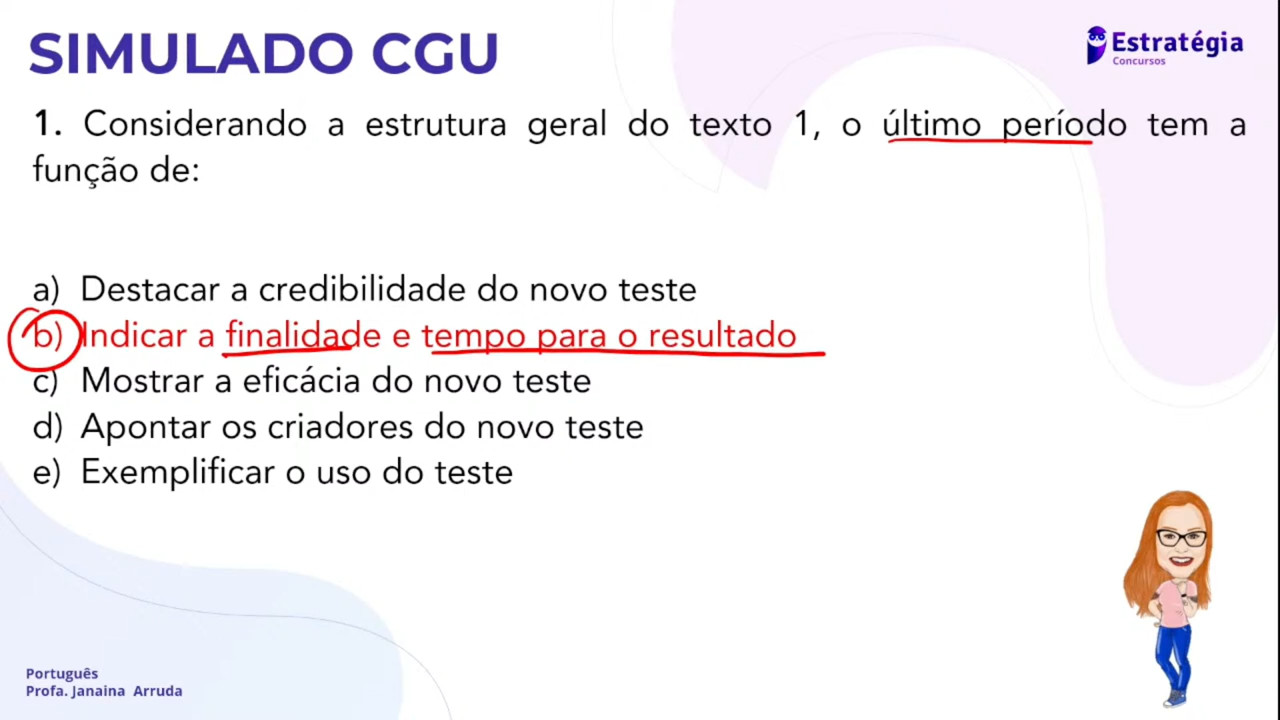 SIMULADO CGU
Estratégia
Concursos
1. Considerando a estrutura geral do texto 1, o último período tem a
função de:
a) Destacar a credibilidade do novo teste
b) Indicar a finalidade e tempo para o resultado
c) Mostrar a eficácia do novo teste
d) Apontar os criadores do novo teste
e) Exemplificar o uso do teste
Português
Profa. Janaina Arruda